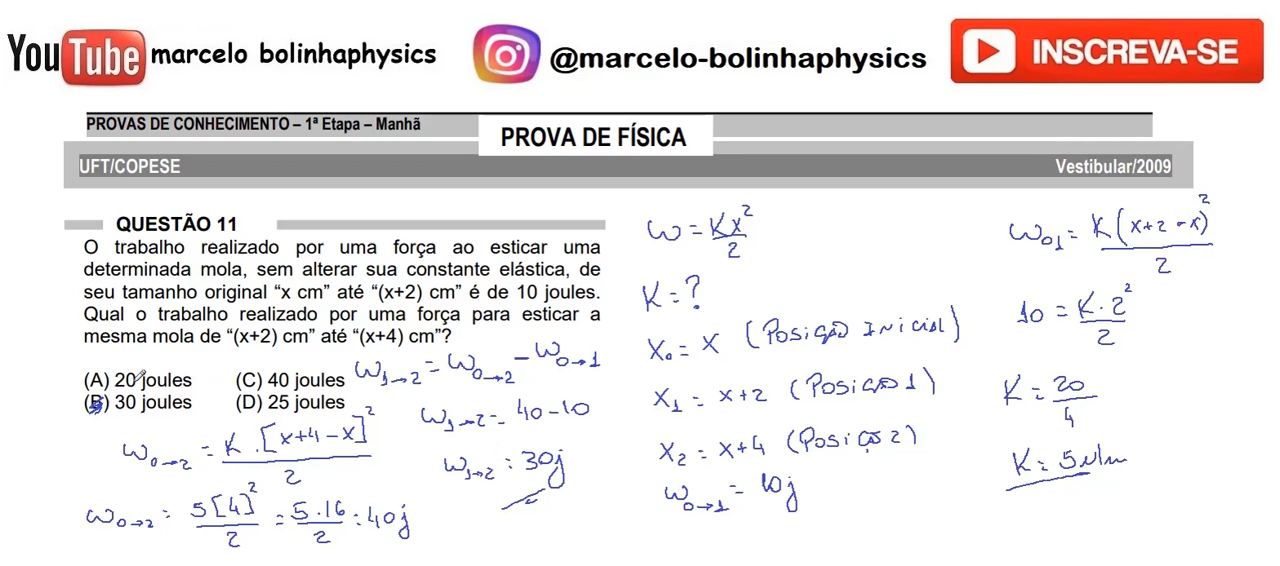 You Tube marcelo bolinhaphysics
@marcelo-bolinhaphysics
INSCREVA-SE
PROVAS DE CONHECIMENTO – 1ª Etapa – Manhã
PROVA DE FÍSICA
UFT/COPESE
Vestibular/2009
QUESTÃO 11
O trabalho realizado por uma força ao esticar uma
determinada mola, sem alterar sua constante elástica, de
seu tamanho original “x cm” até “(x+2) cm” é de 10 joules.
Qual o trabalho realizado por uma força para esticar a
mesma mola de “(x+2) cm” até “(x+4) cm”?
(A) 20 joules (C) 40 joules
(B) 30 joules (D) 25 joules
W0→2 = K . [x+4-x]² / 2
W0→2 = 5[4]² / 2 = 5.16 / 2 = 40j
W1→2 = W0→2 - W0→1
W1→2 = 40-10
W1→2 = 30j
W = Kx² / 2
K = ?
X0 = X (Posição Inicial)
X1 = X+2 (Posição 1)
X2 = X+4 (Posição 2)
W0→1 = 10j
W01 = K(x+2-x)² / 2
10 = K.2² / 2
K = 20 / 4
K = 5N/m